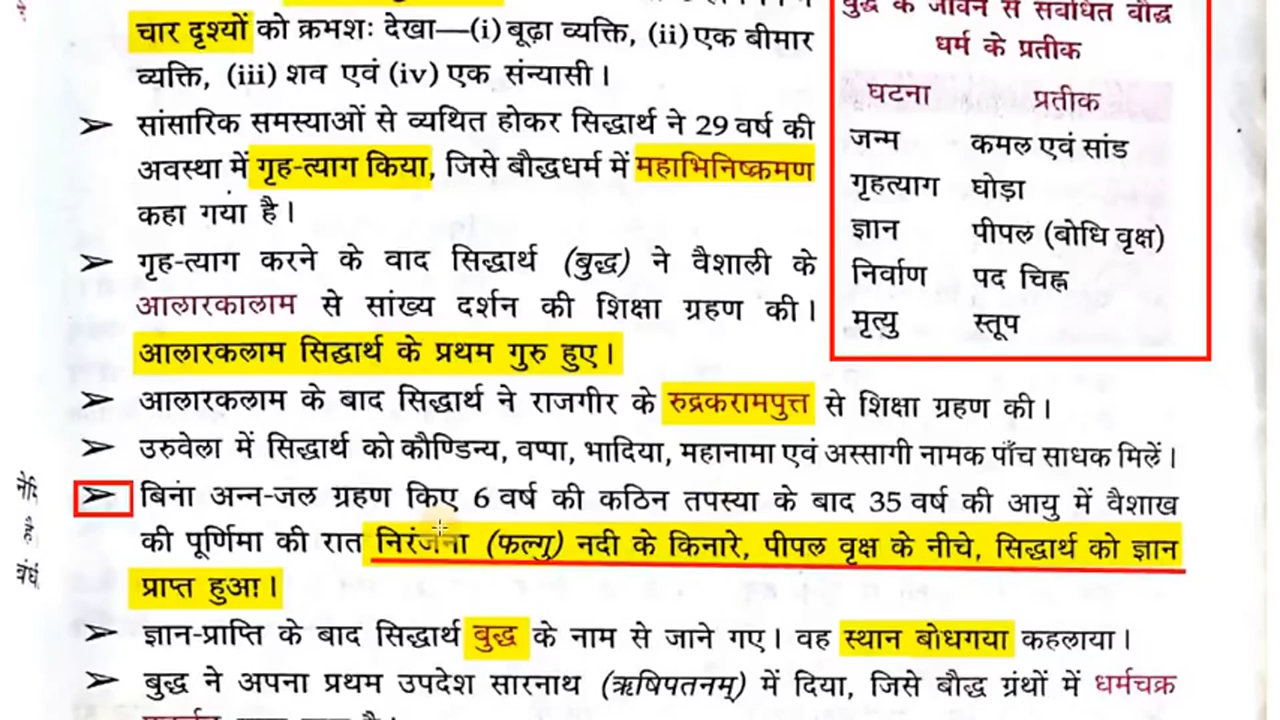 चार दृश्यों को क्रमशः देखा—(i) बूढ़ा व्यक्ति, (ii) एक बीमार
व्यक्ति, (iii) शव एवं (iv) एक संन्यासी।
➢ सांसारिक समस्याओं से व्यथित होकर सिद्धार्थ ने 29 वर्ष की
अवस्था में गृह-त्याग किया, जिसे बौद्धधर्म में महाभिनिष्क्रमण
कहा गया है।
➢ गृह-त्याग करने के वाद सिद्धार्थ (बुद्ध) ने वैशाली के
आलारकालाम से सांख्य दर्शन की शिक्षा ग्रहण की।
आलारकलाम सिद्धार्थ के प्रथम गुरु हुए।
➢ आलारकलाम के बाद सिद्धार्थ ने राजगीर के रुद्रकरामपुत्त से शिक्षा ग्रहण की।
➢ उरुवेला में सिद्धार्थ को कौण्डिन्य, वप्पा, भादिया, महानामा एवं अस्सागी नामक पाँच साधक मिलें।
➢ बिना अन्न-जल ग्रहण किए 6 वर्ष की कठिन तपस्या के बाद 35 वर्ष की आयु में वैशाख
की पूर्णिमा की रात निरंजना (फल्गु) नदी के किनारे, पीपल वृक्ष के नीचे, सिद्धार्थ को ज्ञान
प्राप्त हुआ।
➢ ज्ञान-प्राप्ति के बाद सिद्धार्थ बुद्ध के नाम से जाने गए। वह स्थान बोधगया कहलाया।
➢ बुद्ध ने अपना प्रथम उपदेश सारनाथ (ऋषिपतनम्) में दिया, जिसे बौद्ध ग्रंथों में धर्मचक्र
बुद्ध के जीवन से संबंधित बौद्ध
धर्म के प्रतीक
घटना प्रतीक
जन्म कमल एवं सांड
गृहत्याग घोड़ा
ज्ञान पीपल (बोधि वृक्ष)
निर्वाण पद चिह्न
मृत्यु स्तूप
है।